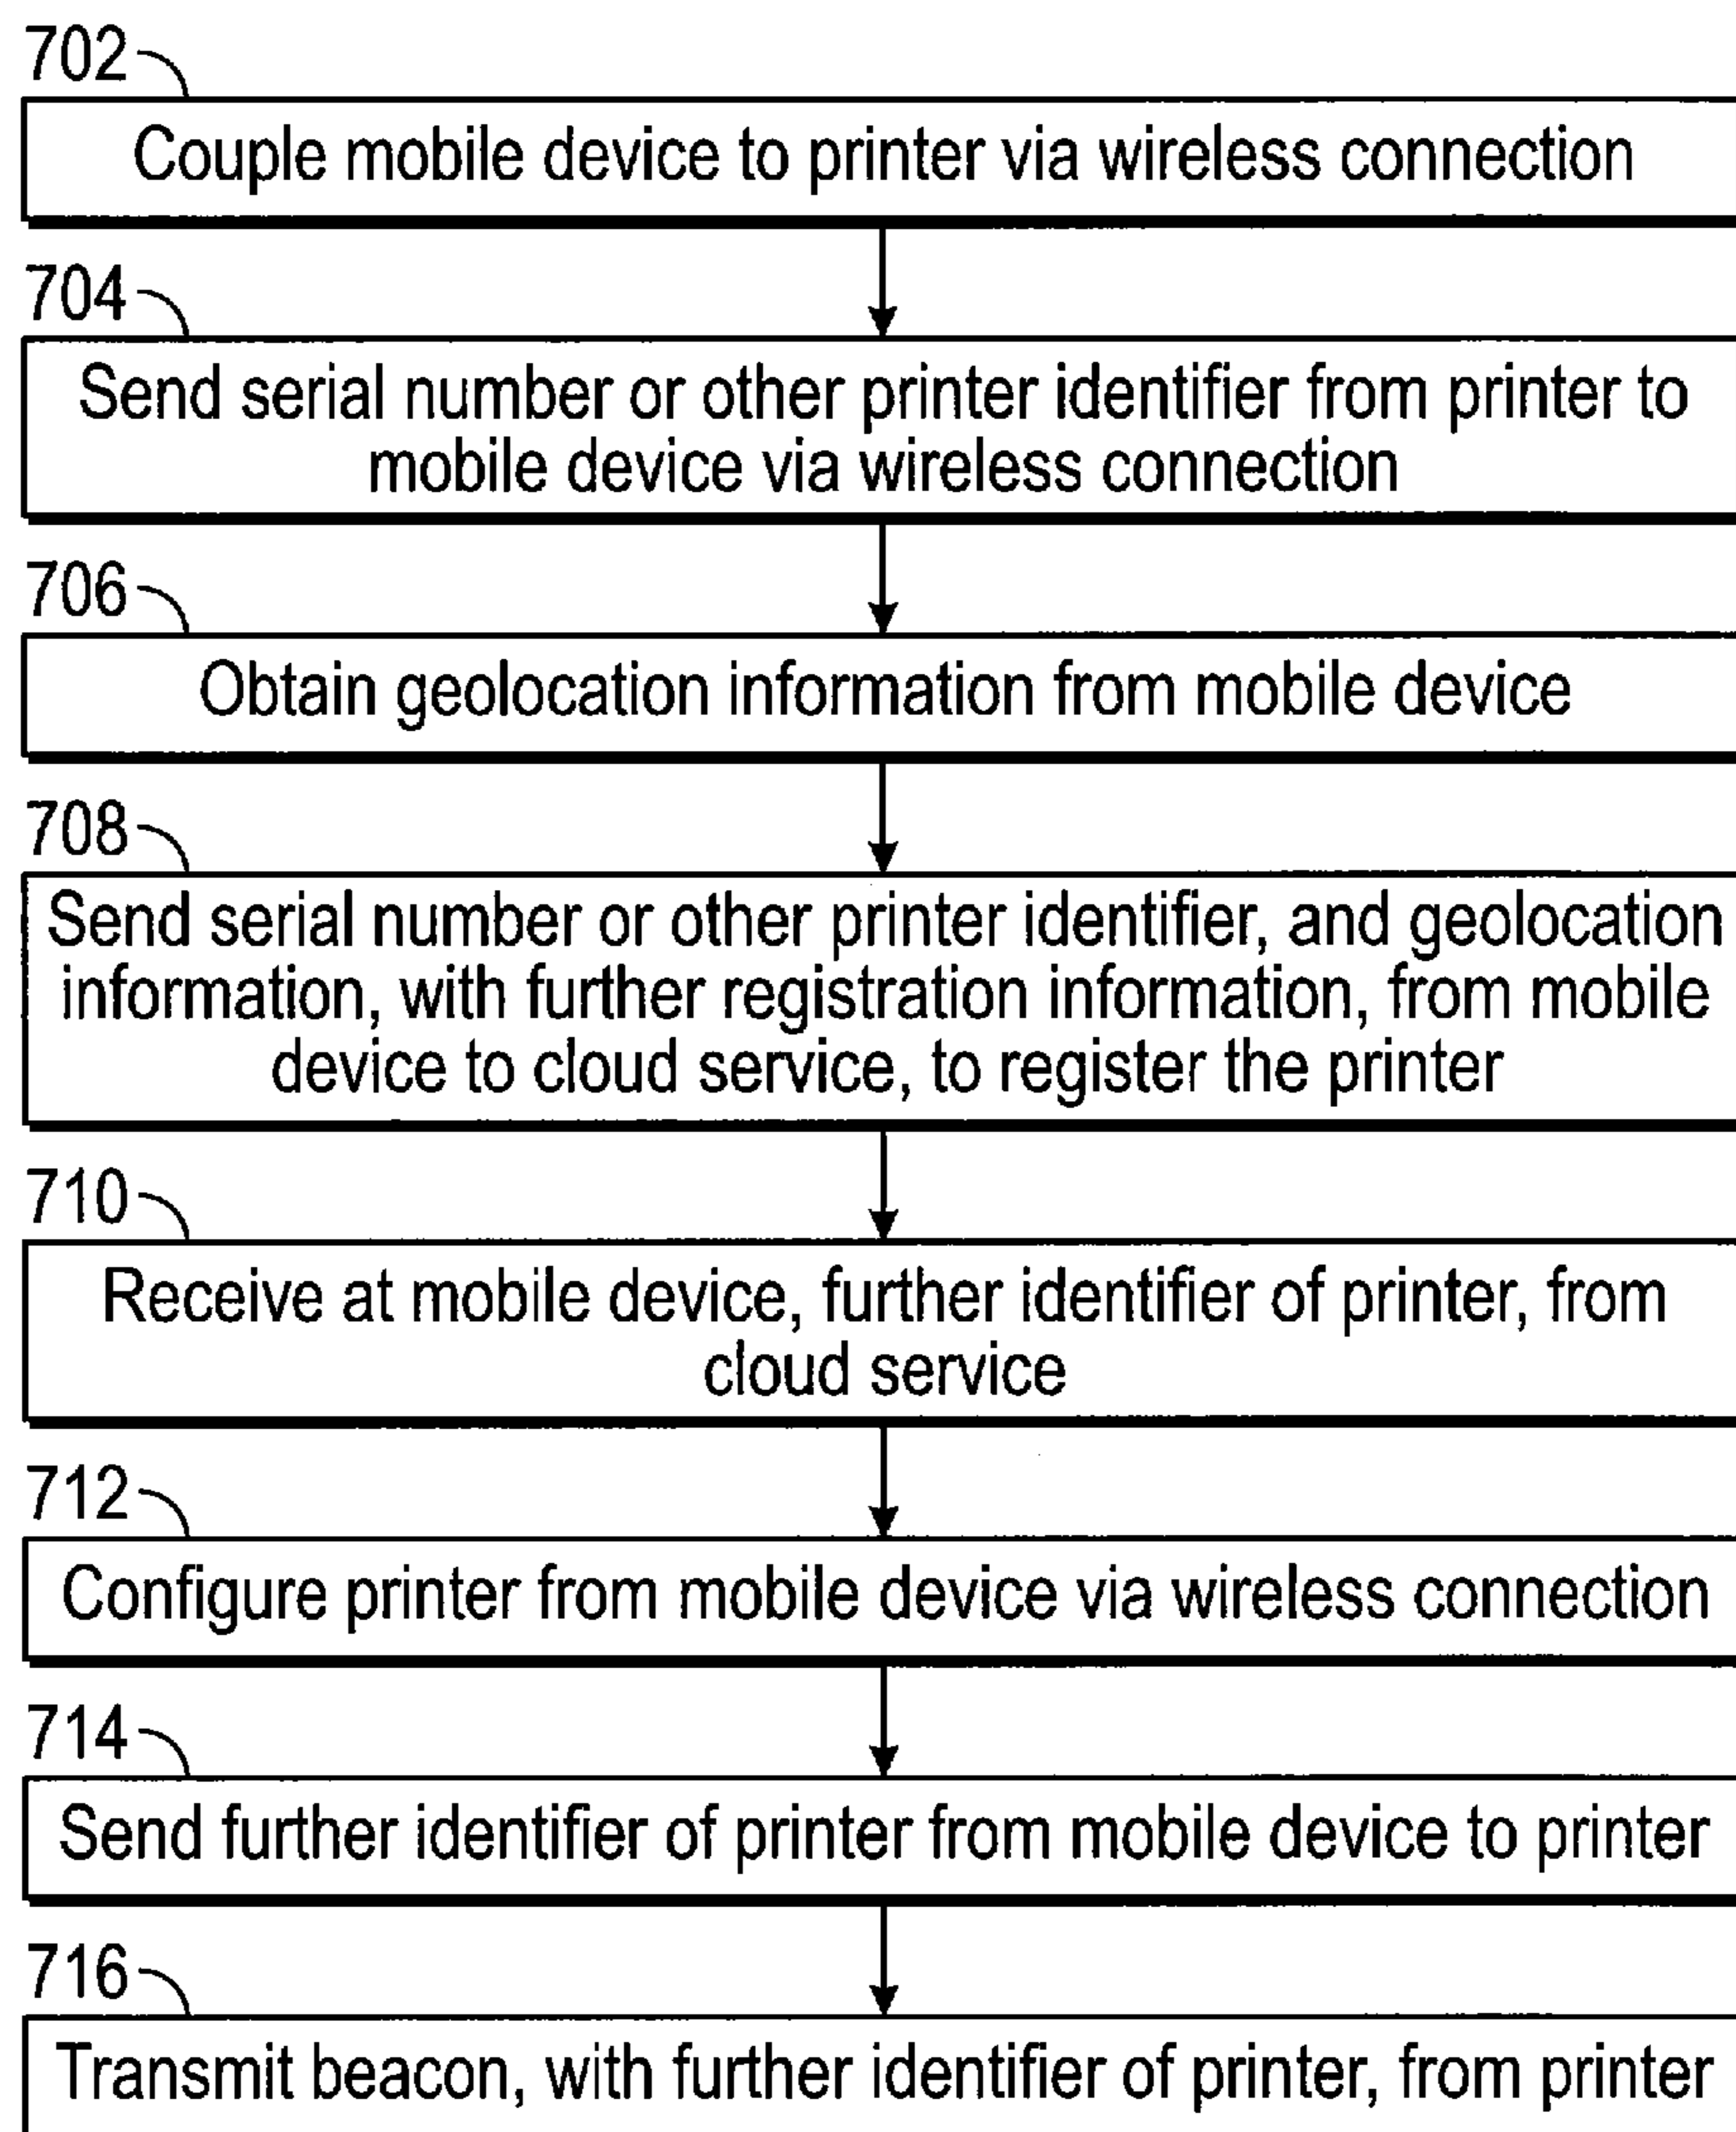 702
Couple mobile device to printer via wireless connection
704
Send serial number or other printer identifier from printer to
mobile device via wireless connection
706
Obtain geolocation information from mobile device
708
Send serial number or other printer identifier, and geolocation
information, with further registration information, from mobile
device to cloud service, to register the printer
710
Receive at mobile device, further identifier of printer, from
cloud service
712
Configure printer from mobile device via wireless connection
714
Send further identifier of printer from mobile device to printer
716
Transmit beacon, with further identifier of printer, from printer